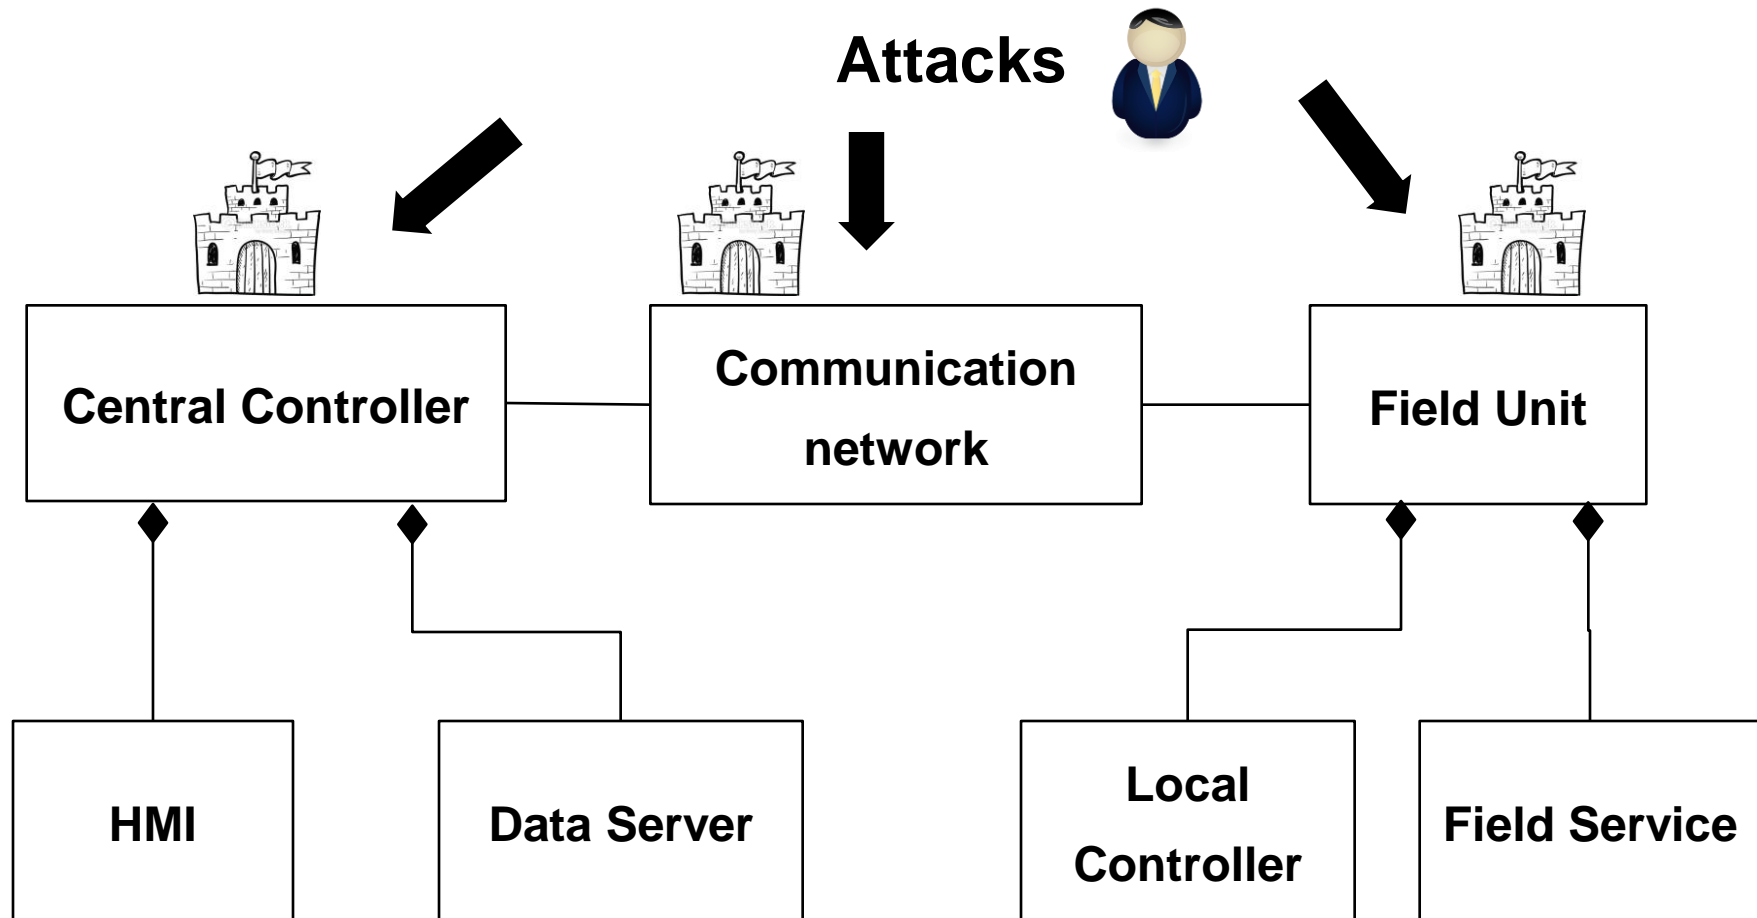 Attacks
Central Controller
Communication
network
Field Unit
HMI
Data Server
Local
Controller
Field Service